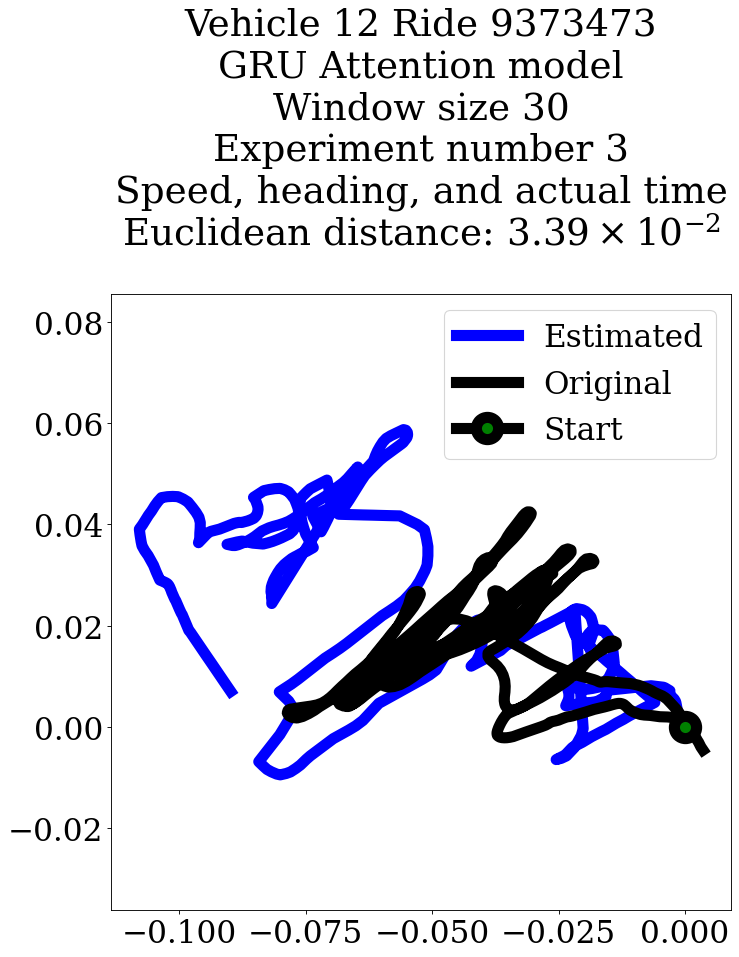 Vehicle 12 Ride 9373473
GRU Attention model
Window size 30
Experiment number 3
Speed, heading, and actual time
Euclidean distance: 3.39 × 10⁻²
Estimated
Original
Start
0.08
0.06
0.04
0.02
0.00
−0.02
−0.100 −0.075 −0.050 −0.025 0.000